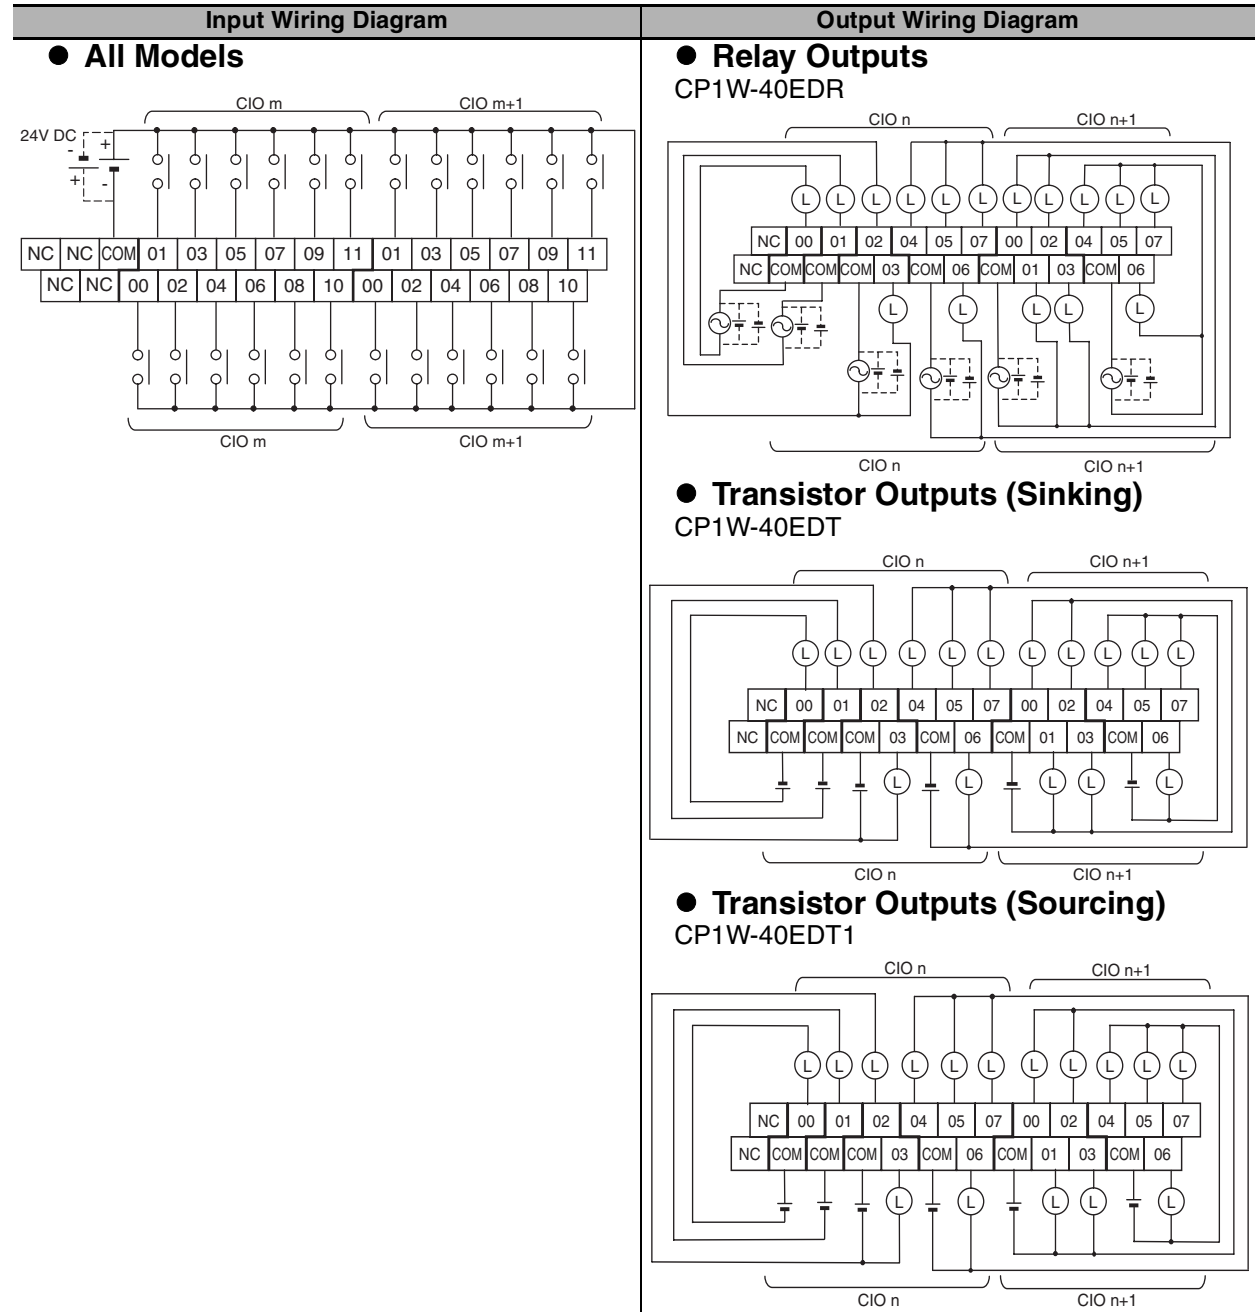 Input Wiring Diagram
● All Models
CIO m CIO m+1
24V DC
- +
+ -
NC NC COM 01 03 05 07 09 11 01 03 05 07 09 11
NC NC 00 02 04 06 08 10 00 02 04 06 08 10
CIO m CIO m+1
Output Wiring Diagram
● Relay Outputs
CP1W-40EDR
CIO n CIO n+1
L L L L L L L L L L L
NC 00 01 02 04 05 07 00 02 04 05 07
NC COM COM COM 03 COM 06 COM 01 03 COM 06
L L L L L
CIO n CIO n+1
● Transistor Outputs (Sinking)
CP1W-40EDT
CIO n CIO n+1
L L L L L L L L L L L
NC 00 01 02 04 05 07 00 02 04 05 07
NC COM COM COM 03 COM 06 COM 01 03 COM 06
L L L L L
CIO n CIO n+1
● Transistor Outputs (Sourcing)
CP1W-40EDT1
CIO n CIO n+1
L L L L L L L L L L L
NC 00 01 02 04 05 07 00 02 04 05 07
NC COM COM COM 03 COM 06 COM 01 03 COM 06
L L L L L
CIO n CIO n+1